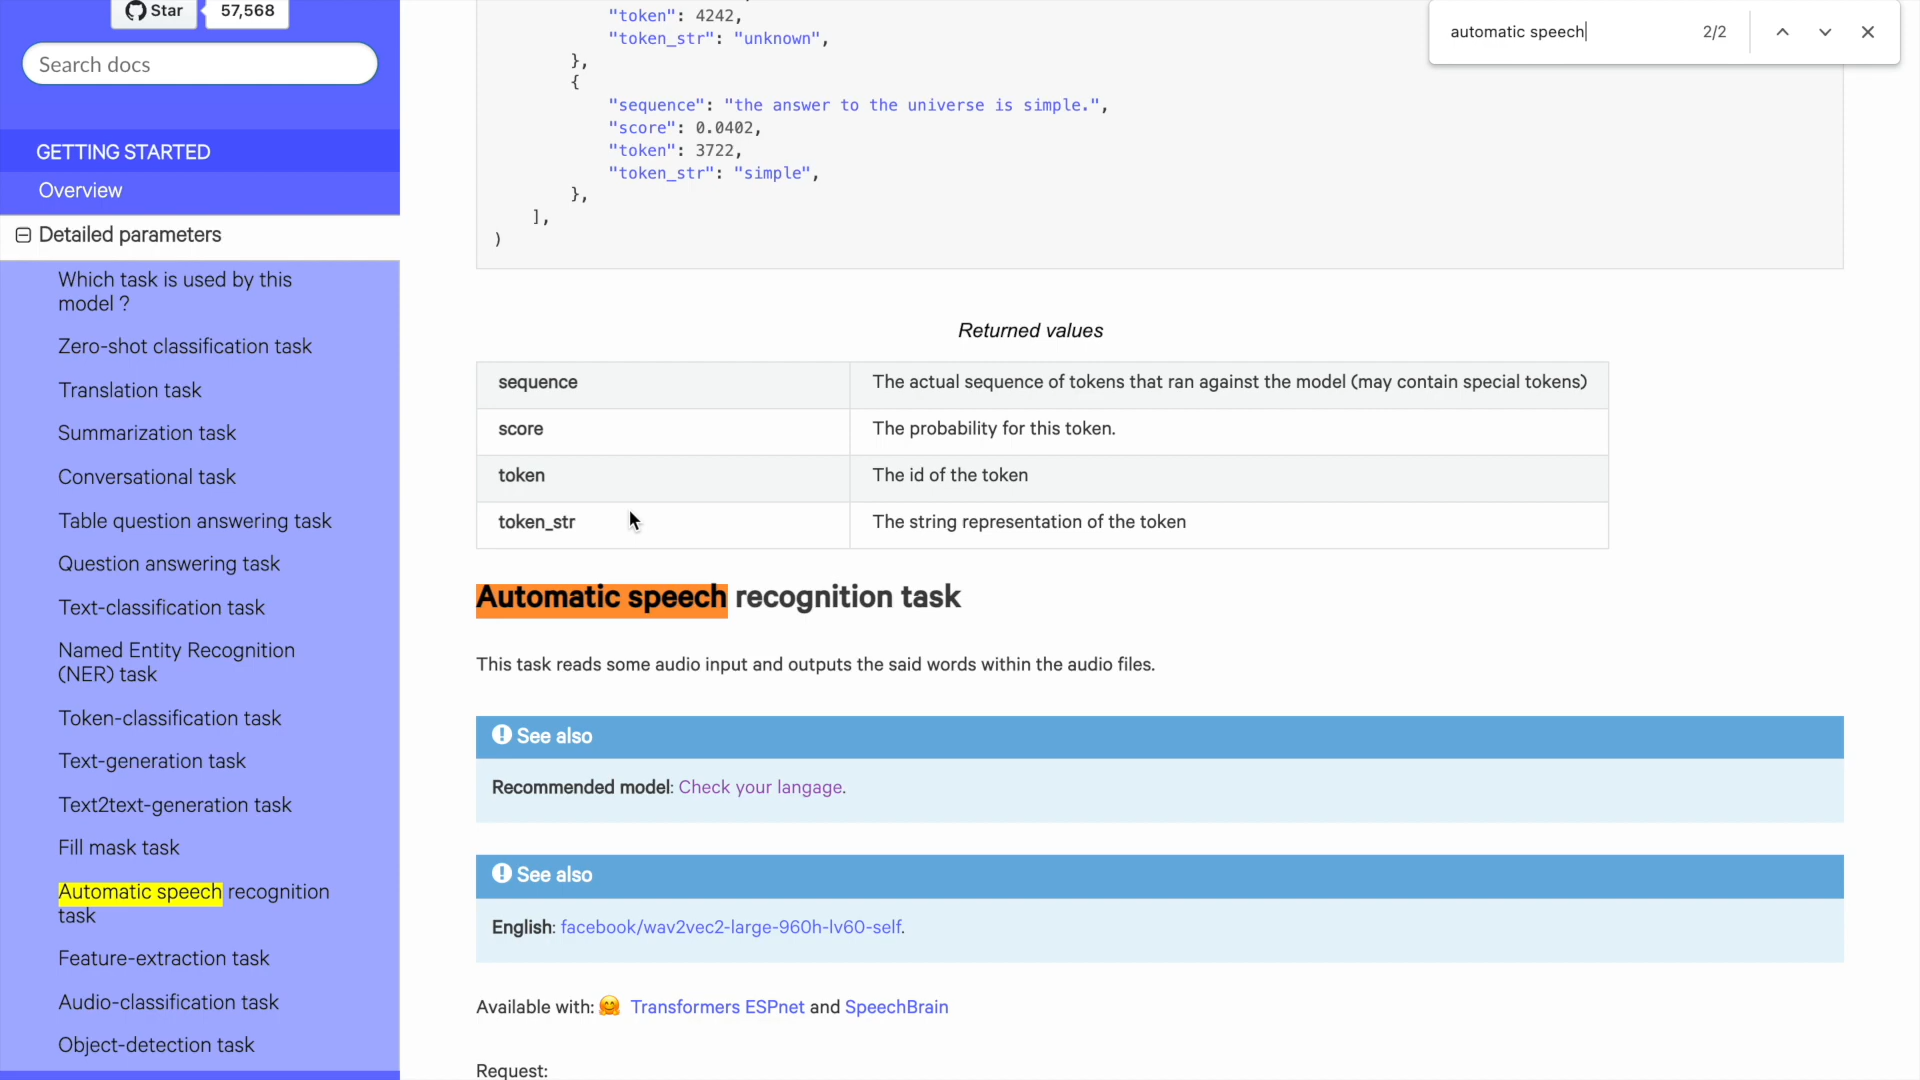 Star 57,568
Search docs
GETTING STARTED
Overview
Detailed parameters
Which task is used by this
model ?
Zero-shot classification task
Translation task
Summarization task
Conversational task
Table question answering task
Question answering task
Text-classification task
Named Entity Recognition
(NER) task
Token-classification task
Text-generation task
Text2text-generation task
Fill mask task
Automatic speech recognition
task
Feature-extraction task
Audio-classification task
Object-detection task
automatic speech 2/2
"token": 4242,
"token_str": "unknown",
},
{
"sequence": "the answer to the universe is simple.",
"score": 0.0402,
"token": 3722,
"token_str": "simple",
},
],
)
Returned values
sequence The actual sequence of tokens that ran against the model (may contain special tokens)
score The probability for this token.
token The id of the token
token_str The string representation of the token
Automatic speech recognition task
This task reads some audio input and outputs the said words within the audio files.
See also
Recommended model: Check your langage.
See also
English: facebook/wav2vec2-large-960h-lv60-self.
Available with: 🤗 Transformers ESPnet and SpeechBrain
Request: